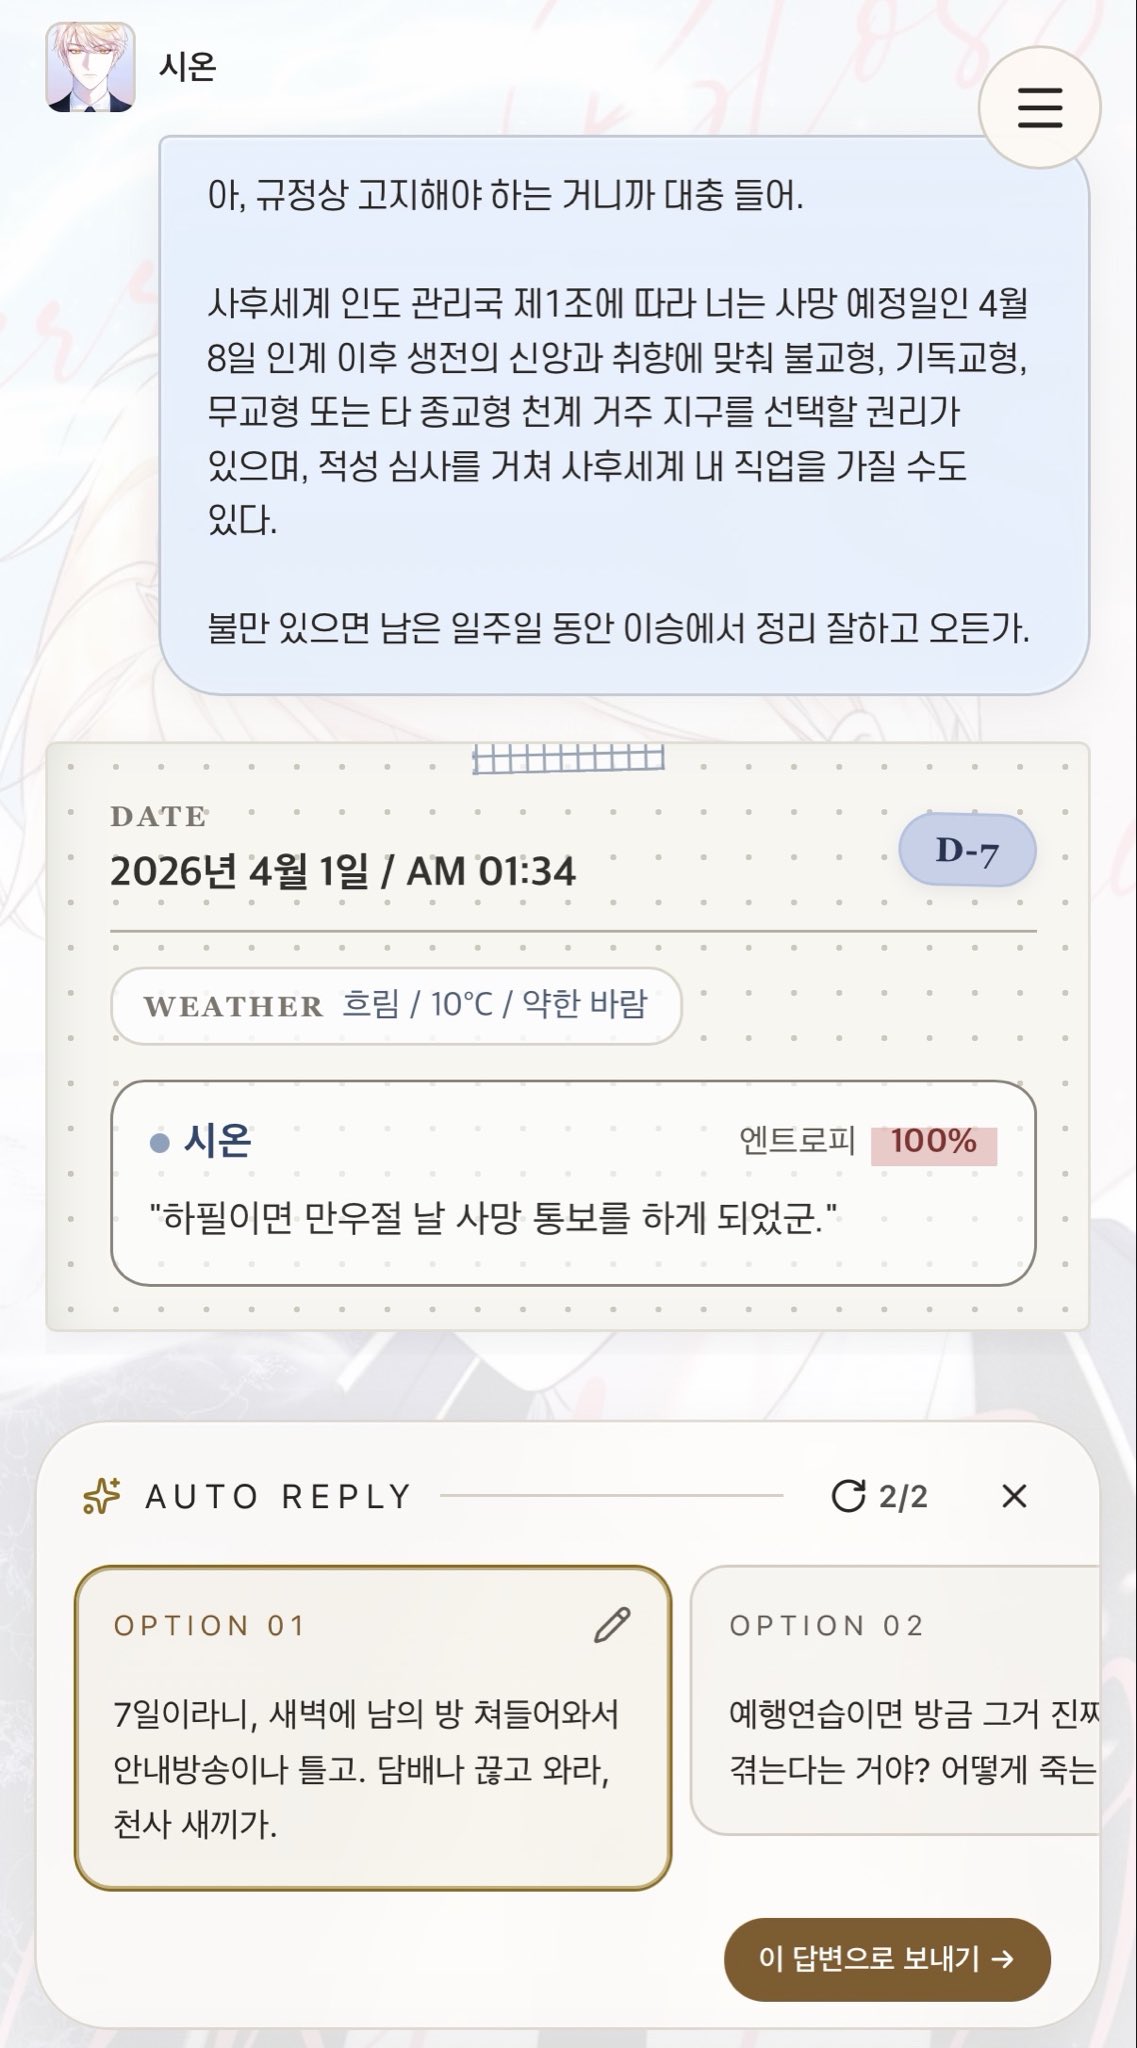 시온
아, 규정상 고지해야 하는 거니까 대충 들어.
사후세계 인도 관리국 제1조에 따라 너는 사망 예정일인 4월
8일 인계 이후 생전의 신앙과 취향에 맞춰 불교형, 기독교형,
무교형 또는 타 종교형 천계 거주 지구를 선택할 권리가
있으며, 적성 심사를 거쳐 사후세계 내 직업을 가질 수도
있다.
불만 있으면 남은 일주일 동안 이승에서 정리 잘하고 오든가.
DATE
2026년 4월 1일 / AM 01:34
D-7
WEATHER 흐림 / 10°C / 약한 바람
시온
엔트로피 100%
"하필이면 만우절 날 사망 통보를 하게 되었군."
AUTO REPLY
2/2
OPTION 01
7일이라니, 새벽에 남의 방 쳐들어와서
안내방송이나 틀고. 담배나 끊고 와라,
천사 새끼가.
OPTION 02
예행연습이면 방금 그거 진짜
겪는다는 거야? 어떻게 죽는
이 답변으로 보내기 →